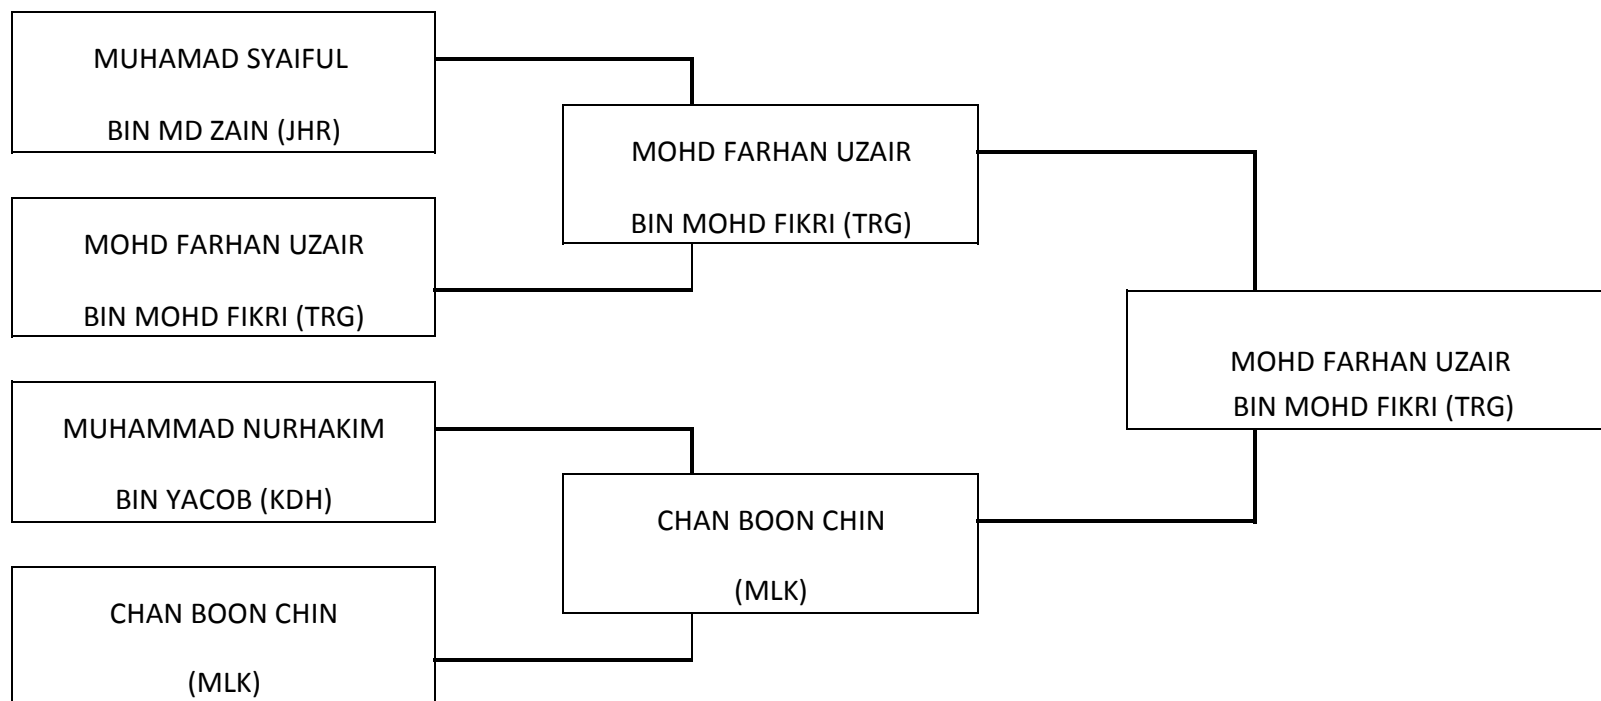 MUHAMAD SYAIFUL
BIN MD ZAIN (JHR)
MOHD FARHAN UZAIR
BIN MOHD FIKRI (TRG)
MUHAMMAD NURHAKIM
BIN YACOB (KDH)
CHAN BOON CHIN
(MLK)
MOHD FARHAN UZAIR
BIN MOHD FIKRI (TRG)
CHAN BOON CHIN
(MLK)
MOHD FARHAN UZAIR
BIN MOHD FIKRI (TRG)